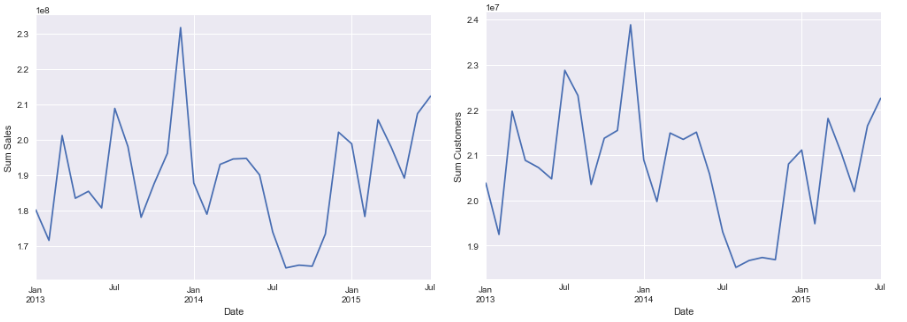 1e8
2.3
2.2
2.1
2.0
1.9
1.8
1.7
Sum Sales
Jan
2013
Jul
Jan
2014
Jul
Jan
2015
Jul
Date
1e7
2.4
2.3
2.2
2.1
2.0
1.9
Sum Customers
Jan
2013
Jul
Jan
2014
Jul
Jan
2015
Jul
Date